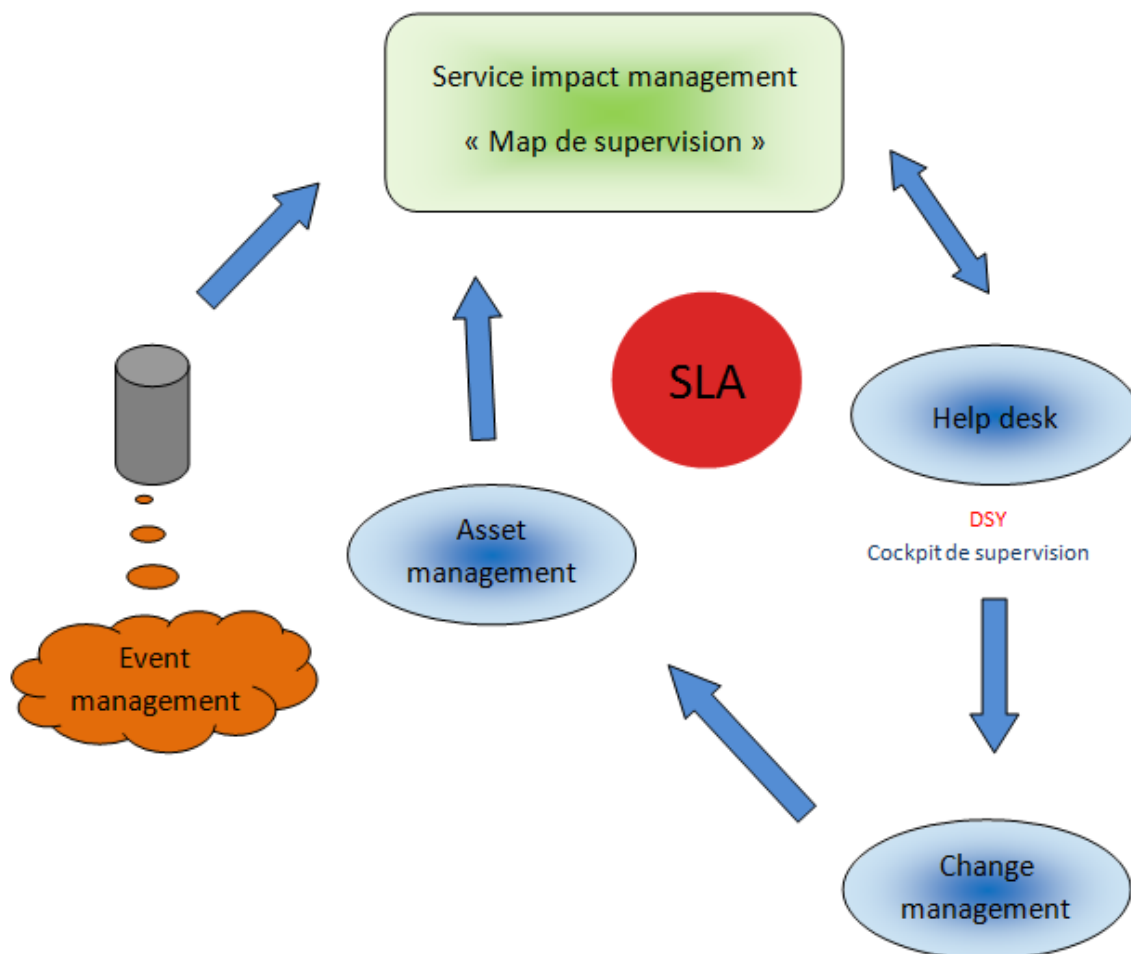 Service impact management
« Map de supervision »
SLA
Help desk
DSY
Cockpit de supervision
Asset
management
Event
management
Change
management